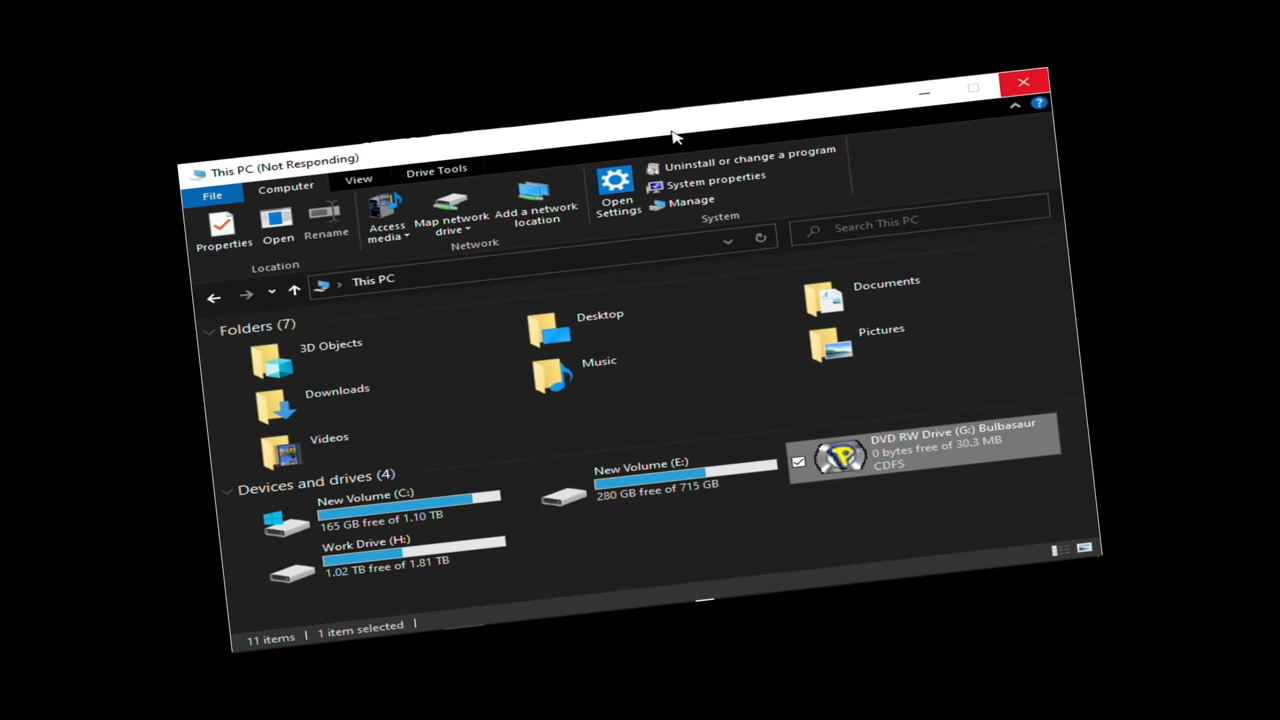 This PC (Not Responding)
File
Computer
View
Drive Tools
Properties
Open
Rename
Location
Access
media
Map network
drive
Add a network
location
Network
Open
Settings
Uninstall or change a program
System properties
Manage
System
This PC
Search This PC
Folders (7)
3D Objects
Desktop
Documents
Downloads
Music
Pictures
Videos
Devices and drives (4)
New Volume (C:)
165 GB free of 1.10 TB
New Volume (E:)
280 GB free of 715 GB
DVD RW Drive (G:) Bulbasaur
0 bytes free of 30.3 MB
CDFS
Work Drive (H:)
1.02 TB free of 1.81 TB
11 items
1 item selected